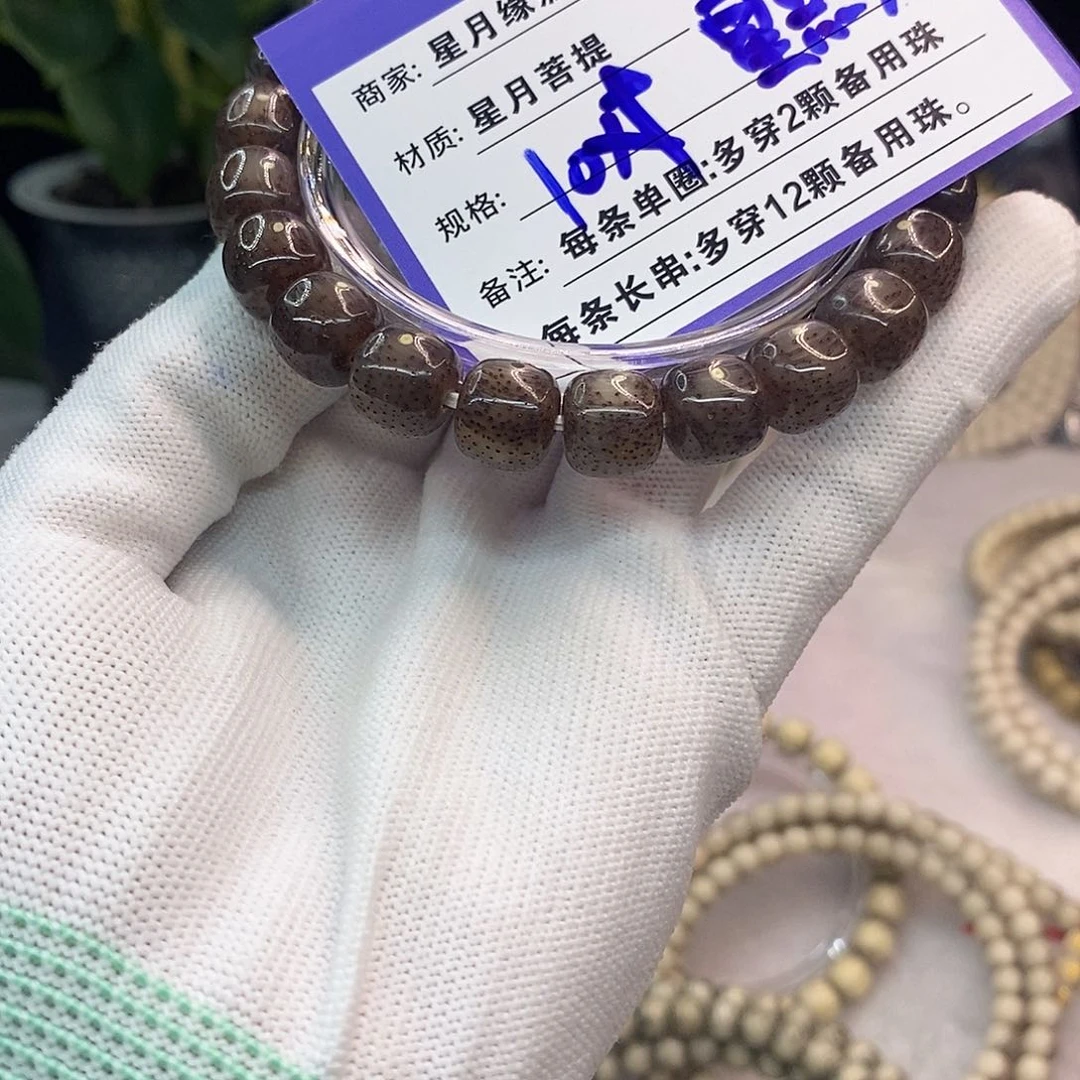 商家: 星月缘
材质: 星月菩提
规格: 10A
备注: 每条单圈:多穿2颗备用珠
每条长串:多穿12颗备用珠。